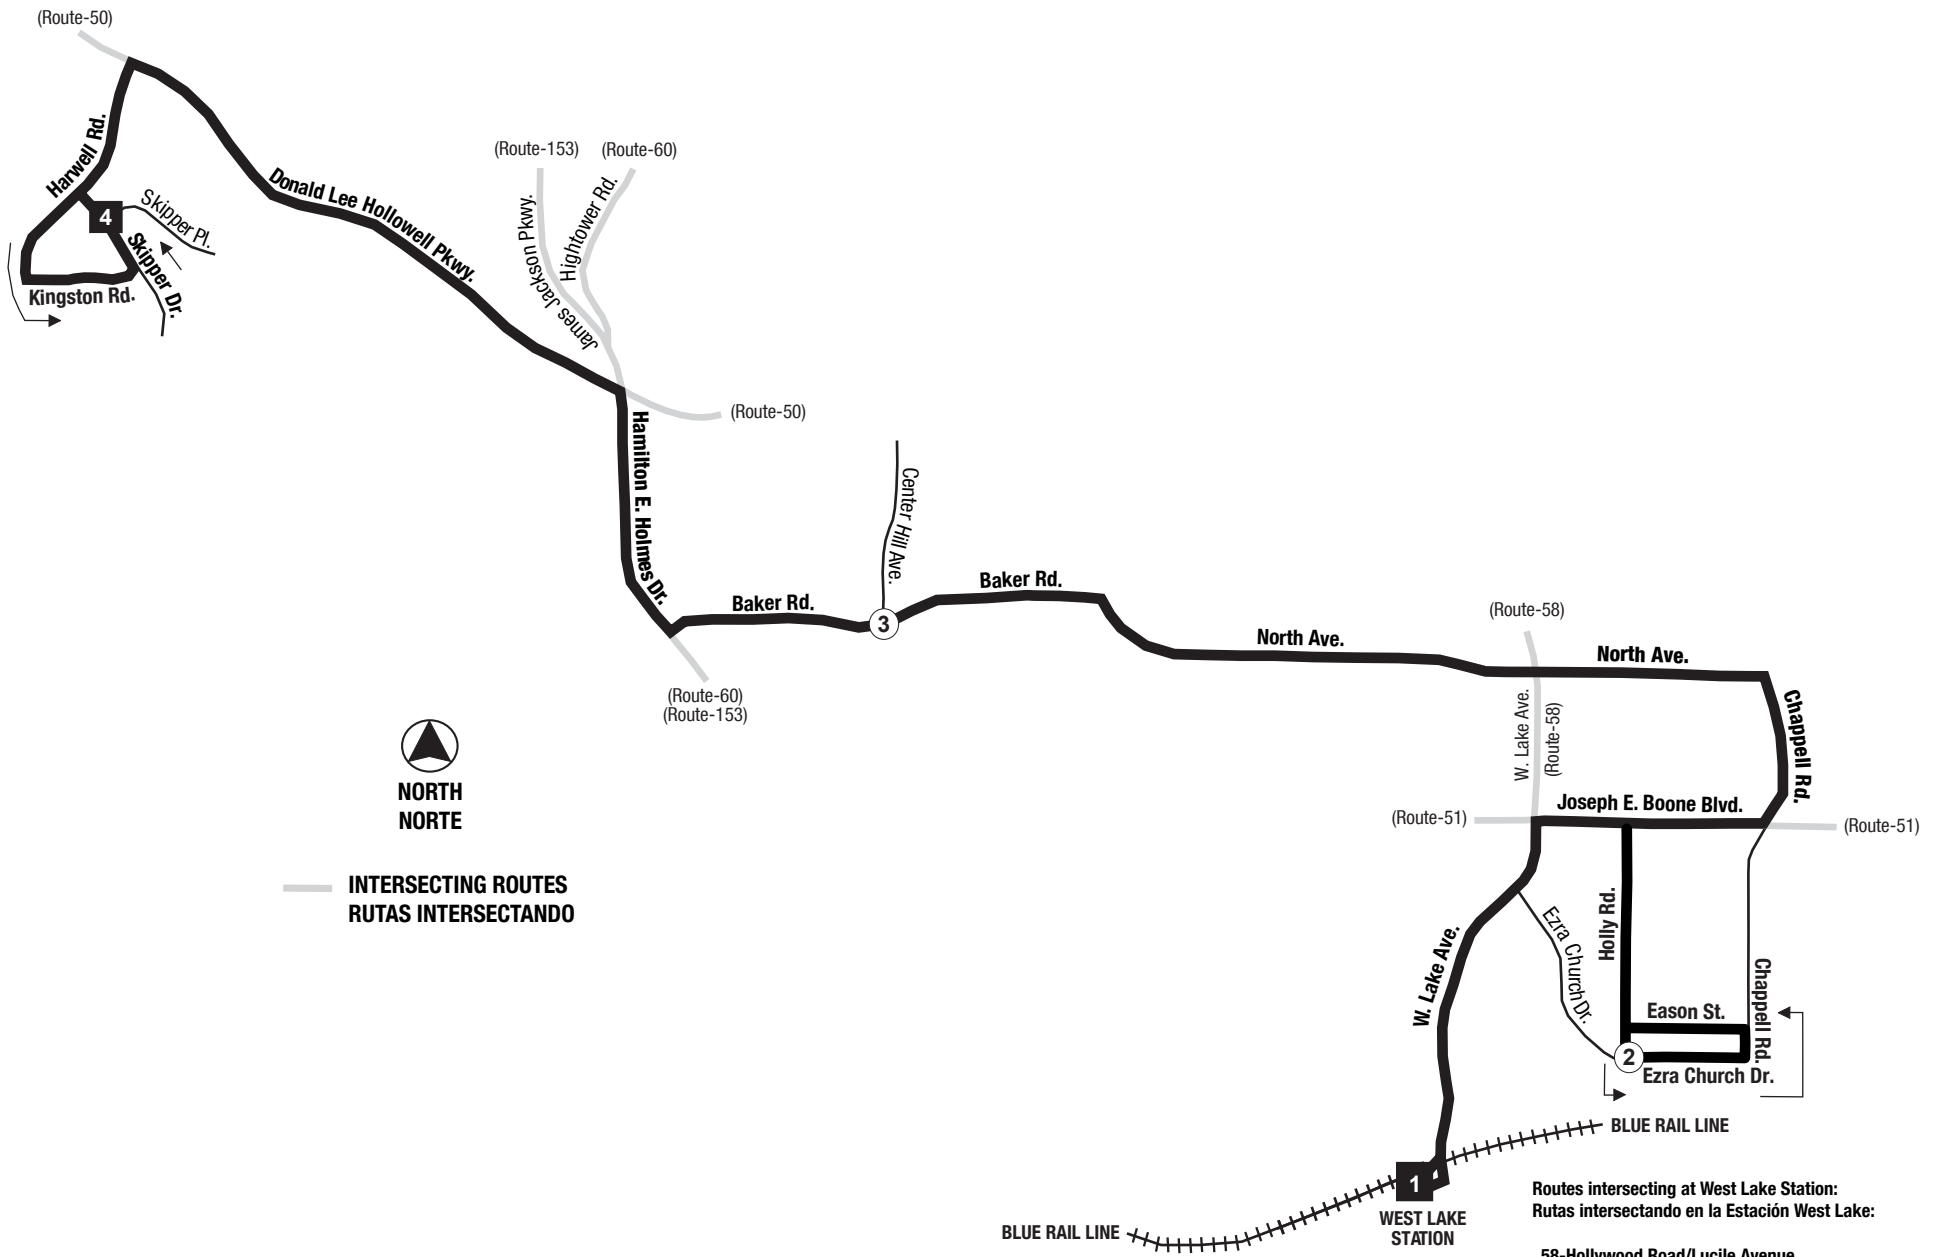 (Route-50)
Harwell Rd.
4
Skipper Pl.
Skipper Dr.
Kingston Rd.
Donald Lee Hollowell Pkwy.
(Route-153)
(Route-60)
James Jackson Pkwy.
Hightower Rd.
(Route-50)
Hamilton E. Holmes Dr.
Center Hill Ave.
Baker Rd.
3
Baker Rd.
(Route-60)
(Route-153)
North Ave.
(Route-58)
North Ave.
W. Lake Ave.
(Route-58)
Chappell Rd.
Joseph E. Boone Blvd.
(Route-51)
(Route-51)
NORTH
NORTE
INTERSECTING ROUTES
RUTAS INTERSECTANDO
W. Lake Ave.
Ezra Church Dr.
Holly Rd.
Eason St.
Chappell Rd.
2
Ezra Church Dr.
BLUE RAIL LINE
1
WEST LAKE
STATION
BLUE RAIL LINE
Routes intersecting at West Lake Station:
Rutas intersectando en la Estación West Lake:
58-Hollywood Road/Lucile Avenue